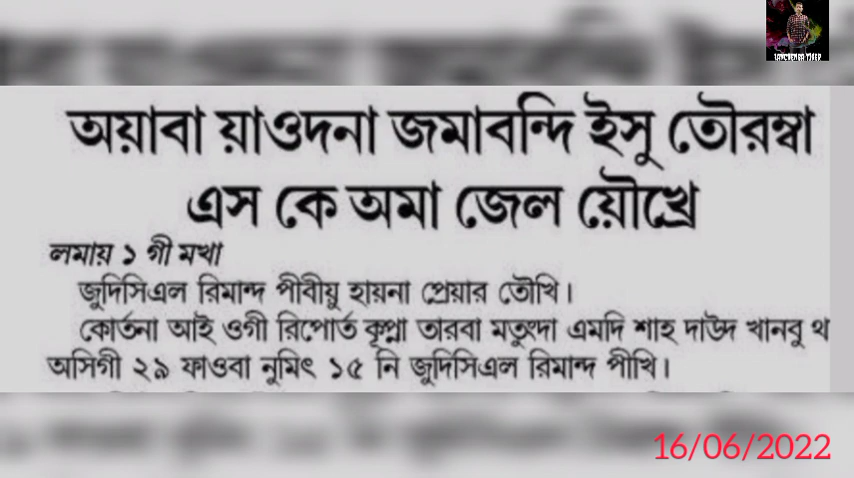 অয়াবা য়াওদনা জমাবন্দি ইসু তৌরম্বা
এস কে অমা জেল য়ৌখ্রে
লমায় ১ গী মখা
জুদিসিএল রিমান্দ পীবীয়ু হায়না প্রেয়ার তৌখি।
কোর্তনা আই ওগী রিপোর্ত কূপ্না তারবা মতুংদা এমদি শাহ দাউদ খানবু থ
অসিগী ২৯ ফাওবা নুমিৎ ১৫ নি জুদিসিএল রিমান্দ পীখি।
16/06/2022